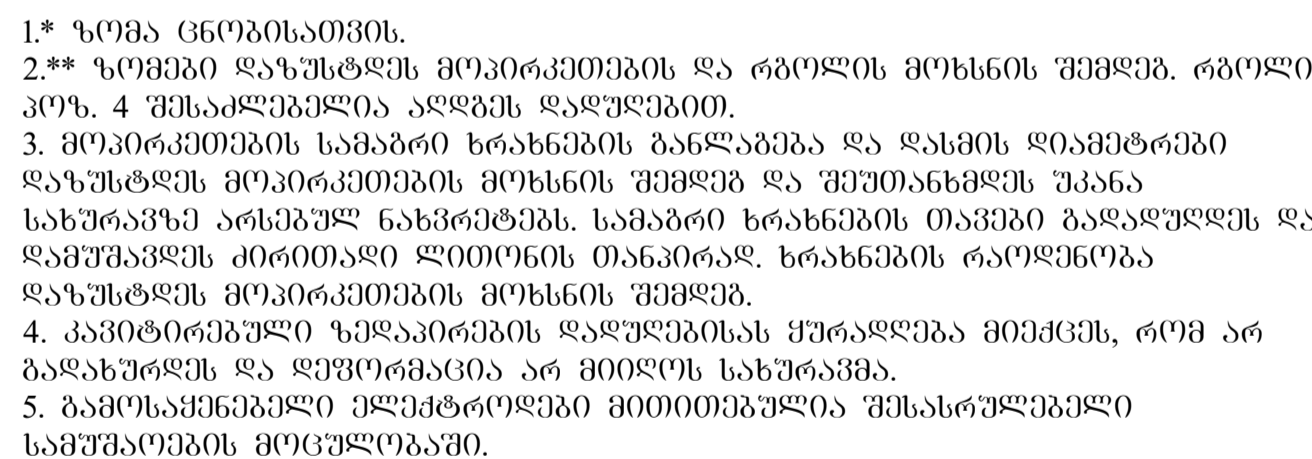 1.* ᲖᲝᲛᲐ ᲪᲜᲝᲑᲘᲡᲐᲗᲕᲘᲡ.
2.** ᲖᲝᲛᲔᲑᲘ ᲓᲐᲖᲣᲡᲢᲓᲔᲡ ᲛᲝᲞᲘᲠᲙᲔᲗᲔᲑᲘᲡ ᲓᲐ ᲠᲒᲝᲚᲘᲡ ᲛᲝᲮᲡᲜᲘᲡ ᲨᲔᲛᲓᲔᲒ. ᲠᲒᲝᲚᲘ
ᲞᲝᲖ. 4 ᲨᲔᲡᲐᲫᲚᲔᲑᲔᲚᲘᲐ ᲐᲦᲓᲒᲔᲡ ᲓᲐᲓᲣᲦᲔᲑᲘᲗ.
3. ᲛᲝᲞᲘᲠᲙᲔᲗᲔᲑᲘᲡ ᲡᲐᲛᲐᲒᲠᲘ ᲮᲠᲐᲮᲜᲔᲑᲘᲡ ᲒᲐᲜᲚᲐᲒᲔᲑᲐ ᲓᲐ ᲓᲐᲡᲛᲘᲡ ᲓᲘᲐᲛᲔᲢᲠᲔᲑᲘ
ᲓᲐᲖᲣᲡᲢᲓᲔᲡ ᲛᲝᲞᲘᲠᲙᲔᲗᲔᲑᲘᲡ ᲛᲝᲮᲡᲜᲘᲡ ᲨᲔᲛᲓᲔᲒ ᲓᲐ ᲨᲔᲣᲗᲐᲜᲮᲛᲓᲔᲡ ᲣᲙᲐᲜᲐ
ᲡᲐᲮᲣᲠᲐᲕᲖᲔ ᲐᲠᲡᲔᲑᲣᲚ ᲜᲐᲮᲕᲠᲔᲢᲔᲑᲡ. ᲡᲐᲛᲐᲒᲠᲘ ᲮᲠᲐᲮᲜᲔᲑᲘᲡ ᲗᲐᲕᲔᲑᲘ ᲒᲐᲓᲐᲓᲣᲦᲓᲔᲡ ᲓᲐ
ᲓᲐᲛᲣᲨᲐᲕᲓᲔᲡ ᲫᲘᲠᲘᲗᲐᲓᲘ ᲚᲘᲗᲝᲜᲘᲡ ᲗᲐᲜᲞᲘᲠᲐᲓ. ᲮᲠᲐᲮᲜᲔᲑᲘᲡ ᲠᲐᲝᲓᲔᲜᲝᲑᲐ
ᲓᲐᲖᲣᲡᲢᲓᲔᲡ ᲛᲝᲞᲘᲠᲙᲔᲗᲔᲑᲘᲡ ᲛᲝᲮᲡᲜᲘᲡ ᲨᲔᲛᲓᲔᲒ.
4. ᲙᲐᲕᲘᲢᲘᲠᲔᲑᲣᲚᲘ ᲖᲔᲓᲐᲞᲘᲠᲔᲑᲘᲡ ᲓᲐᲓᲣᲦᲔᲑᲘᲡᲐᲡ ᲧᲣᲠᲐᲓᲦᲔᲑᲐ ᲛᲘᲔᲥᲪᲔᲡ, ᲠᲝᲛ ᲐᲠ
ᲒᲐᲓᲐᲮᲣᲠᲓᲔᲡ ᲓᲐ ᲓᲔᲤᲝᲠᲛᲐᲪᲘᲐ ᲐᲠ ᲛᲘᲘᲦᲝᲡ ᲡᲐᲮᲣᲠᲐᲕᲛᲐ.
5. ᲒᲐᲛᲝᲡᲐᲧᲔᲜᲔᲑᲔᲚᲘ ᲔᲚᲔᲥᲢᲠᲝᲓᲔᲑᲘ ᲛᲘᲗᲘᲗᲔᲑᲣᲚᲘᲐ ᲨᲔᲡᲐᲡᲠᲣᲚᲔᲑᲔᲚᲘ
ᲡᲐᲛᲣᲨᲐᲝᲔᲑᲘᲡ ᲛᲝᲪᲣᲚᲝᲑᲐᲨᲘ.